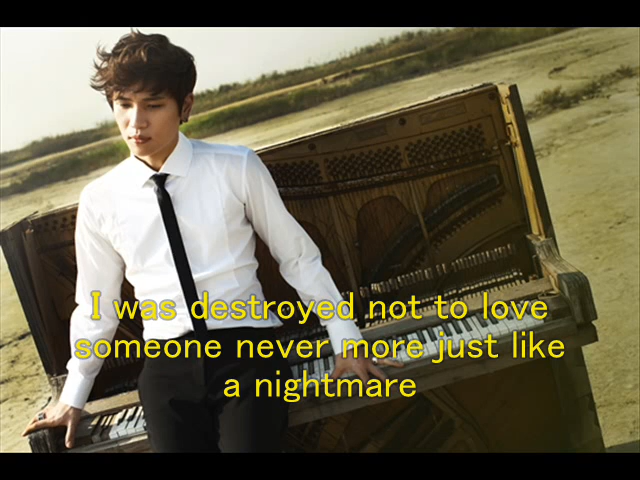 I was destroyed not to love
someone never more just like
a nightmare